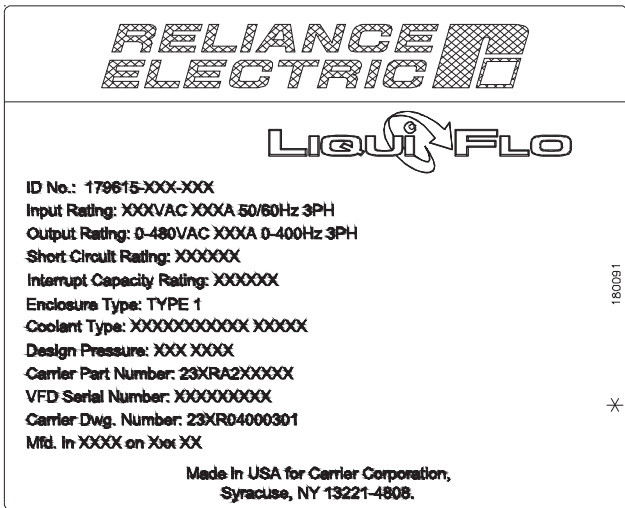 RELIANCE
ELECTRIC
LIQUIFLO
ID No.: 179615-XXX-XXX
Input Rating: XXXVAC XXXA 50/60Hz 3PH
Output Rating: 0-480VAC XXXA 0-400Hz 3PH
Short Circuit Rating: XXXXXX
Interrupt Capacity Rating: XXXXXX
Enclosure Type: TYPE 1
Coolant Type: XXXXXXXXXXX XXXXX
Design Pressure: XXX XXXX
Carrier Part Number: 23XRA2XXXXX
VFD Serial Number: XXXXXXXXX
Carrier Dwg. Number: 23XR04000301
Mfd. in XXXX on Xxx XX
Made in USA for Carrier Corporation,
Syracuse, NY 13221-4808.
180091